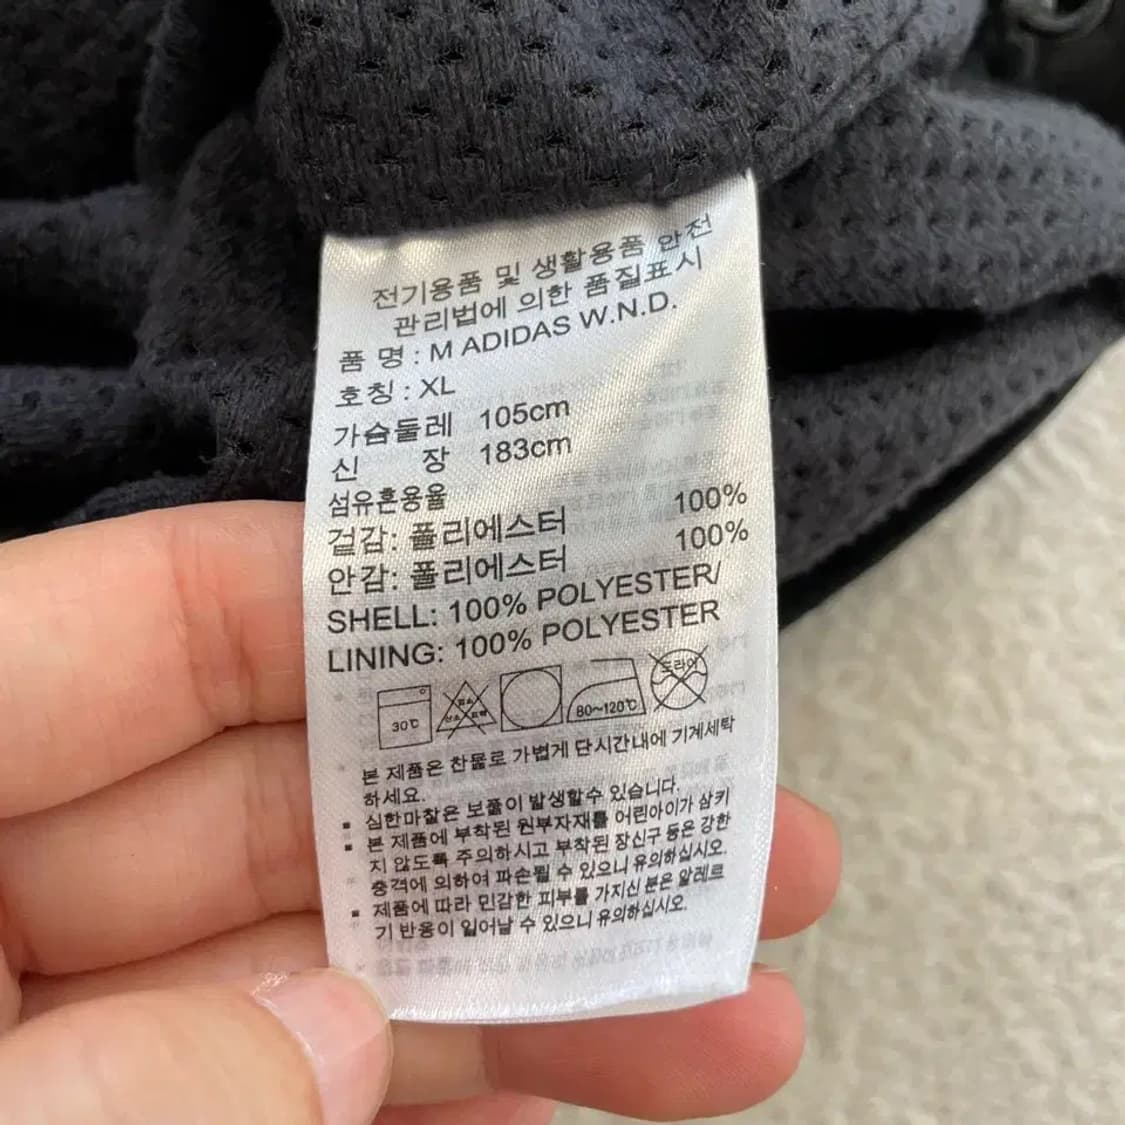 전기용품 및 생활용품 안전
관리법에 의한 품질표시
품 명 : M ADIDAS W.N.D.
호칭 : XL
가슴둘레 105cm
신 장 183cm
섬유혼용율
겉감: 폴리에스터 100%
안감: 폴리에스터 100%
SHELL: 100% POLYESTER/
LINING: 100% POLYESTER
30℃ 염소 산소 표백 80~120℃ 드라이
본 제품은 찬물로 가볍게 단시간내에 기계세탁
하세요.
■ 심한마찰은 보풀이 발생할수 있습니다.
■ 본 제품에 부착된 원부자재를 어린아이가 삼키
지 않도록 주의하시고 부착된 장신구 등은 강한
충격에 의하여 파손될 수 있으니 유의하십시오.
■ 제품에 따라 민감한 피부를 가지신 분은 알레르
기 반응이 일어날 수 있으니 유의하십시오.